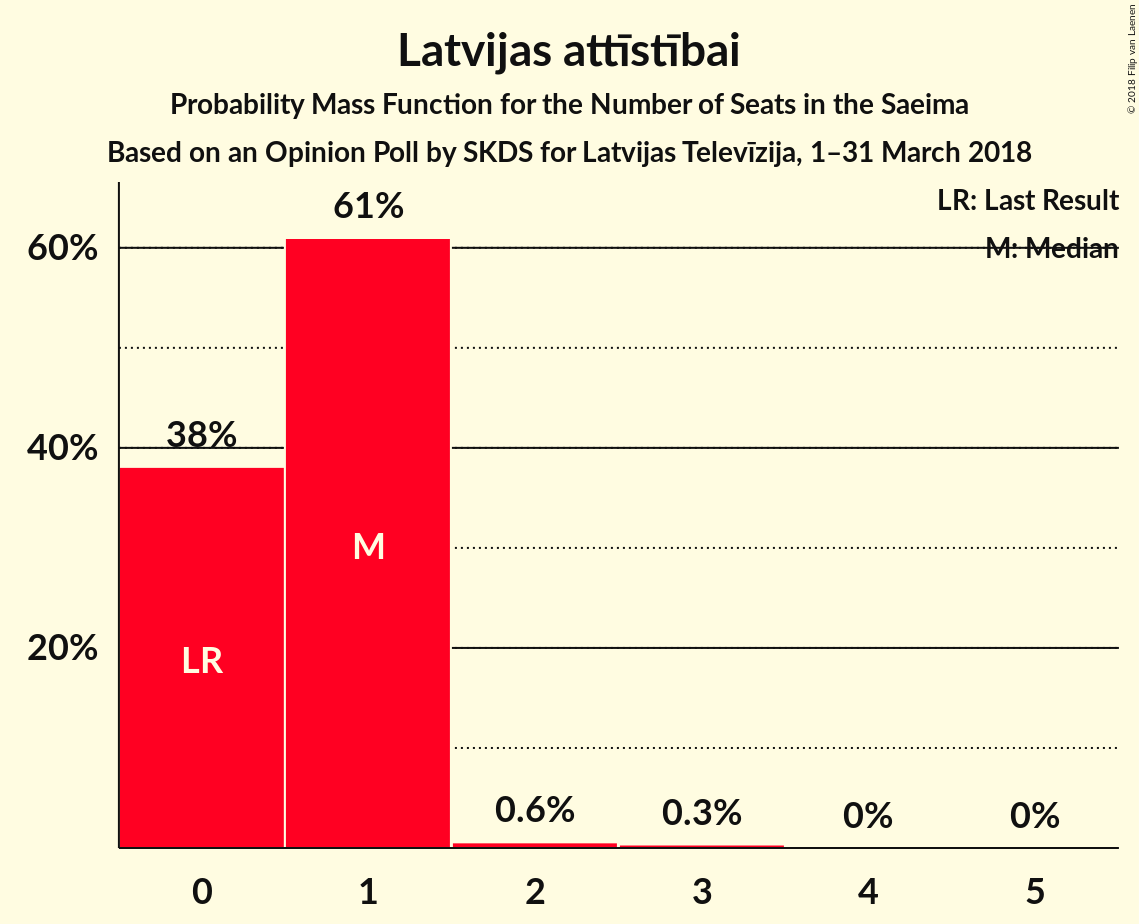 Latvijas attīstībai
Probability Mass Function for the Number of Seats in the Saeima
Based on an Opinion Poll by SKDS for Latvijas Televīzija, 1–31 March 2018
© 2018 Filip van Laenen
LR: Last Result
M: Median
61%
60%
38%
40%
M
LR
20%
0.6%
0.3%
0%
0%
0 1 2 3 4 5